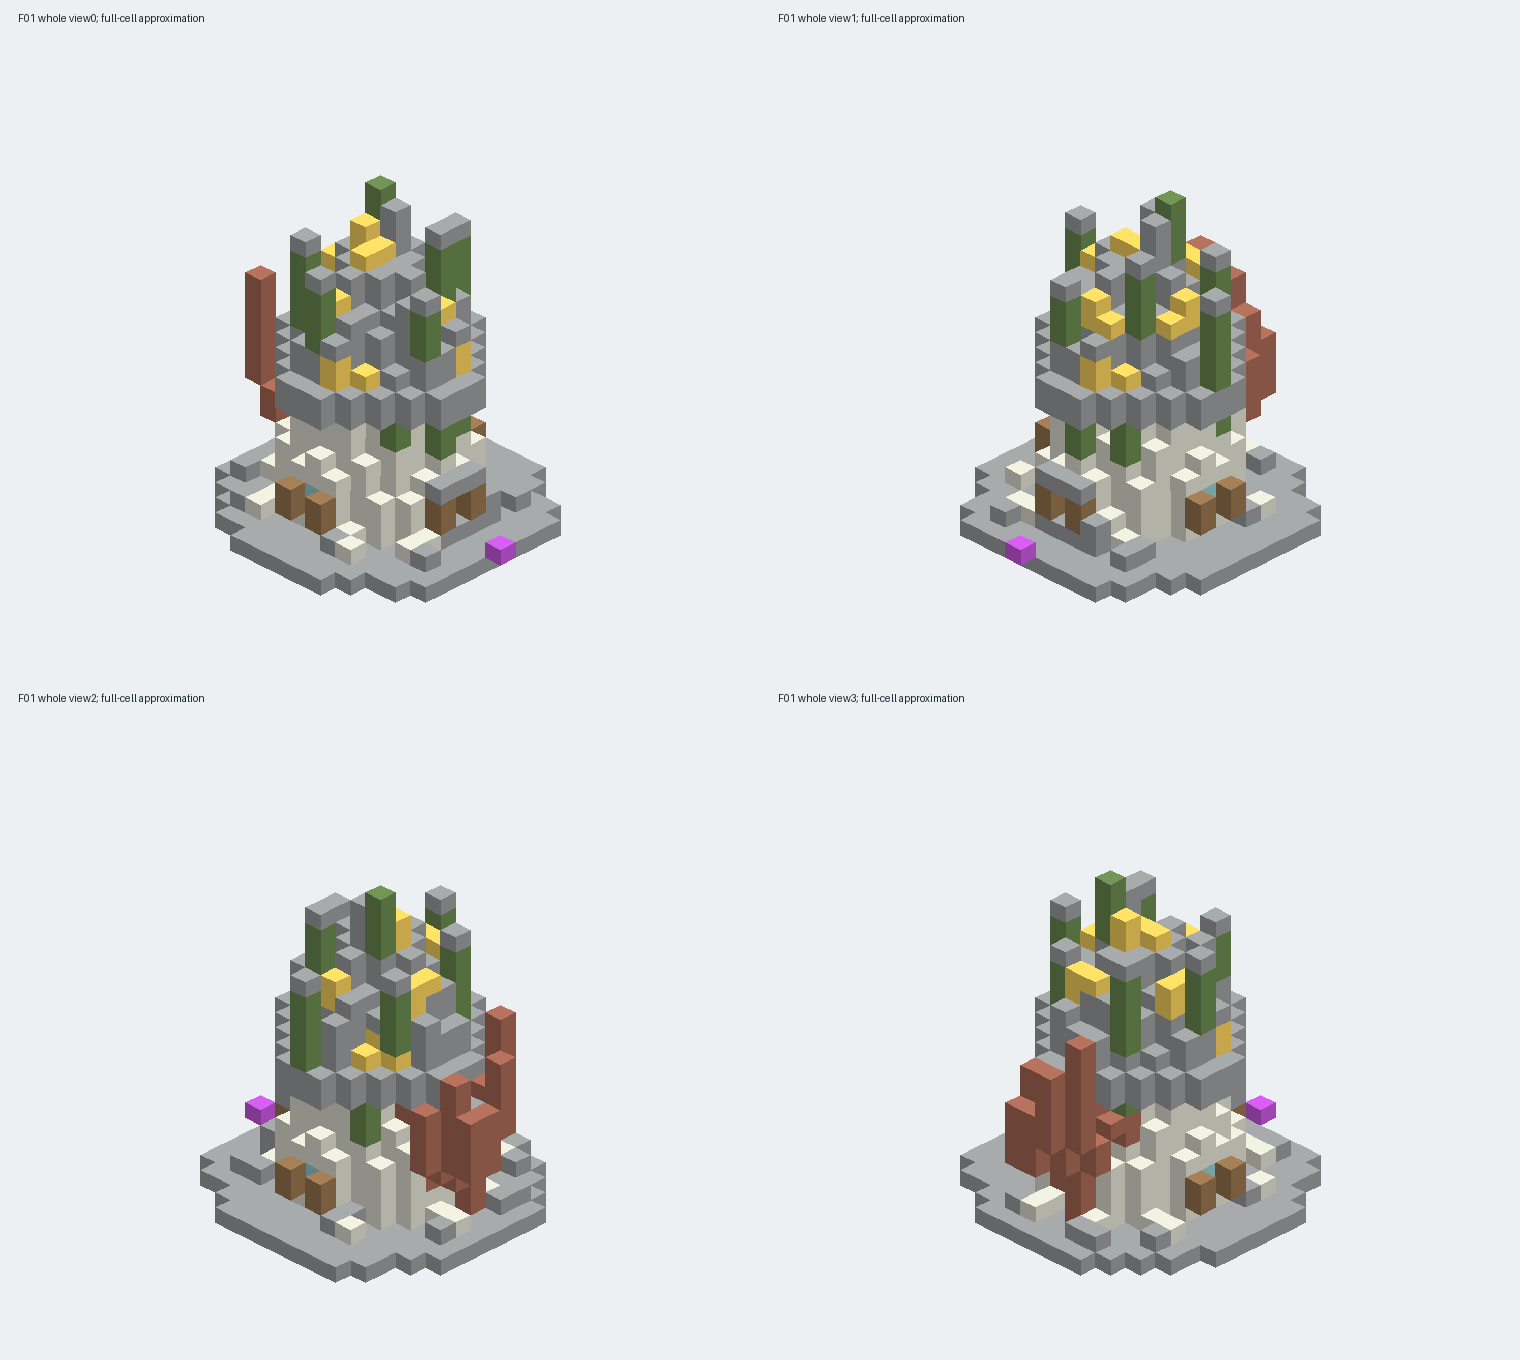 F01 whole view0; full-cell approximation
F01 whole view1; full-cell approximation
F01 whole view2; full-cell approximation
F01 whole view3; full-cell approximation